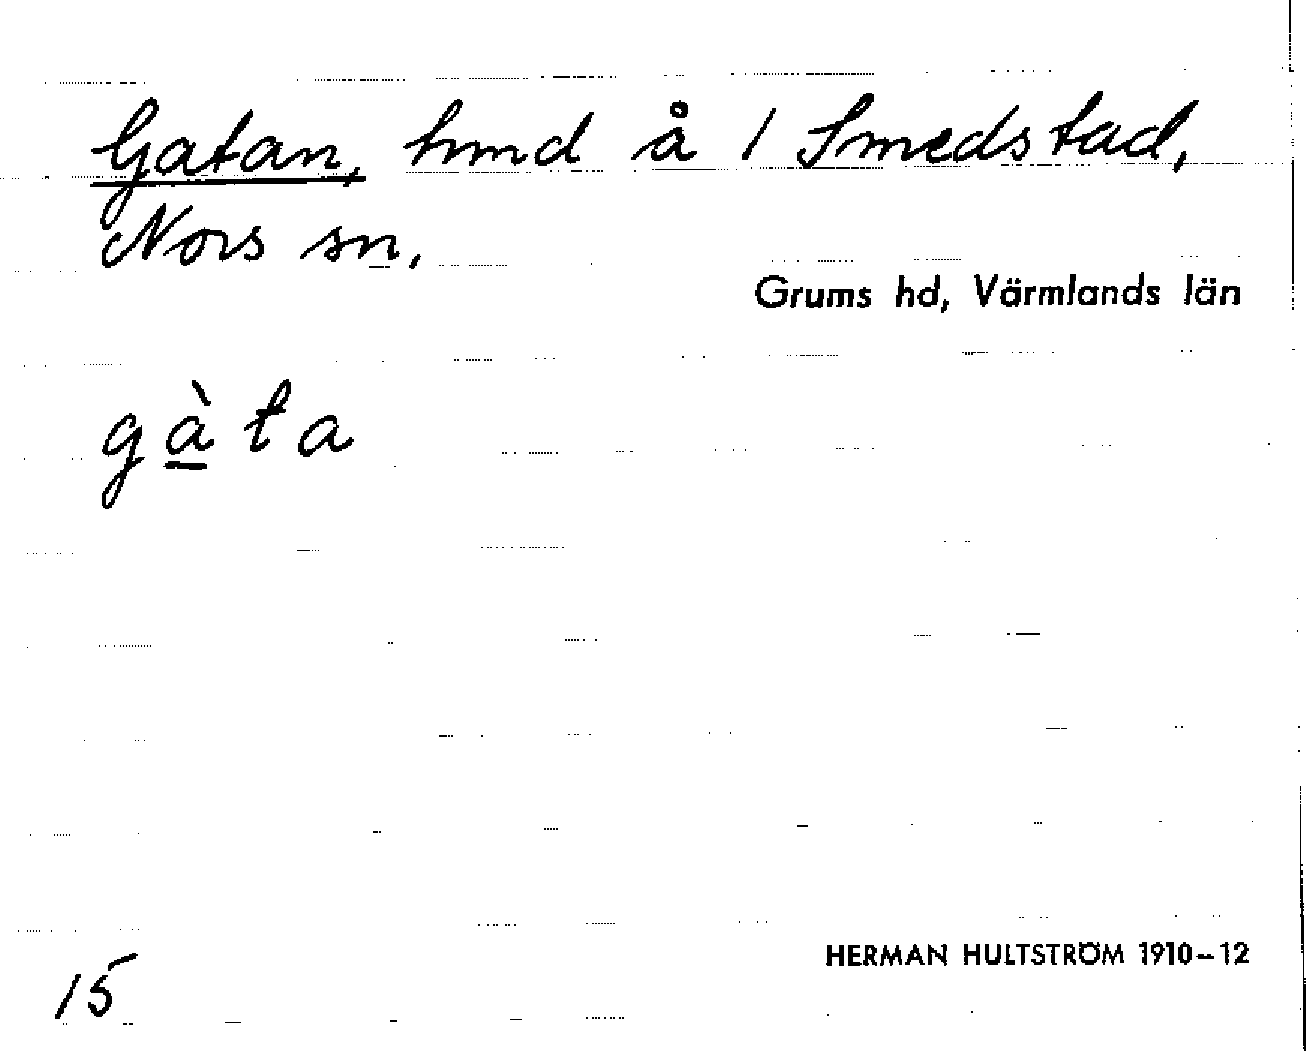 Gatan, hmd å 1 Smedstad,
Nors sn.
Grums hd, Värmlands län
gàta
15
HERMAN HULTSTRÖM 1910–12